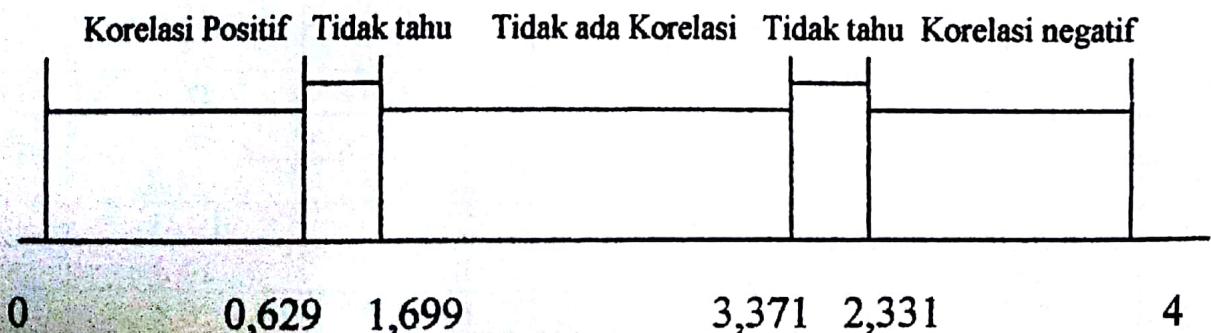 Korelasi Positif Tidak tahu Tidak ada Korelasi Tidak tahu Korelasi negatif
0 0,629 1,699 3,371 2,331 4